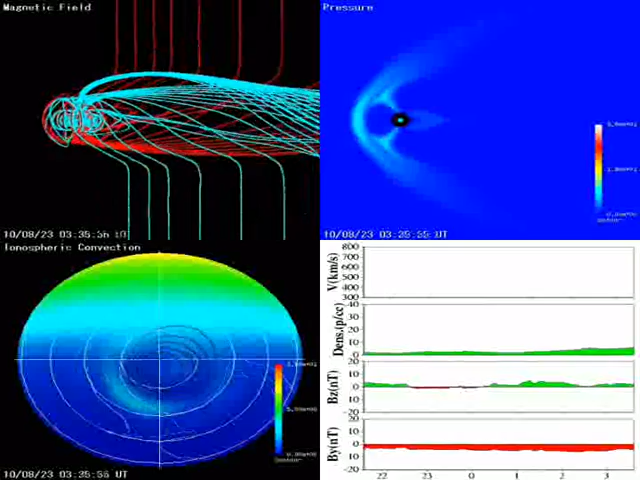 Magnetic Field
10/08/23 03:35:56 UT
Pressure
10/08/23 03:35:55 UT
Ionospheric Convection
10/08/23 03:35:56 UT
V(km/s)
800
700
600
500
400
300
Dens.(p/cc)
40
30
20
10
0
Bz(nT)
20
10
0
10
-20
By(nT)
20
10
0
10
-20
22 23 0 1 2 3